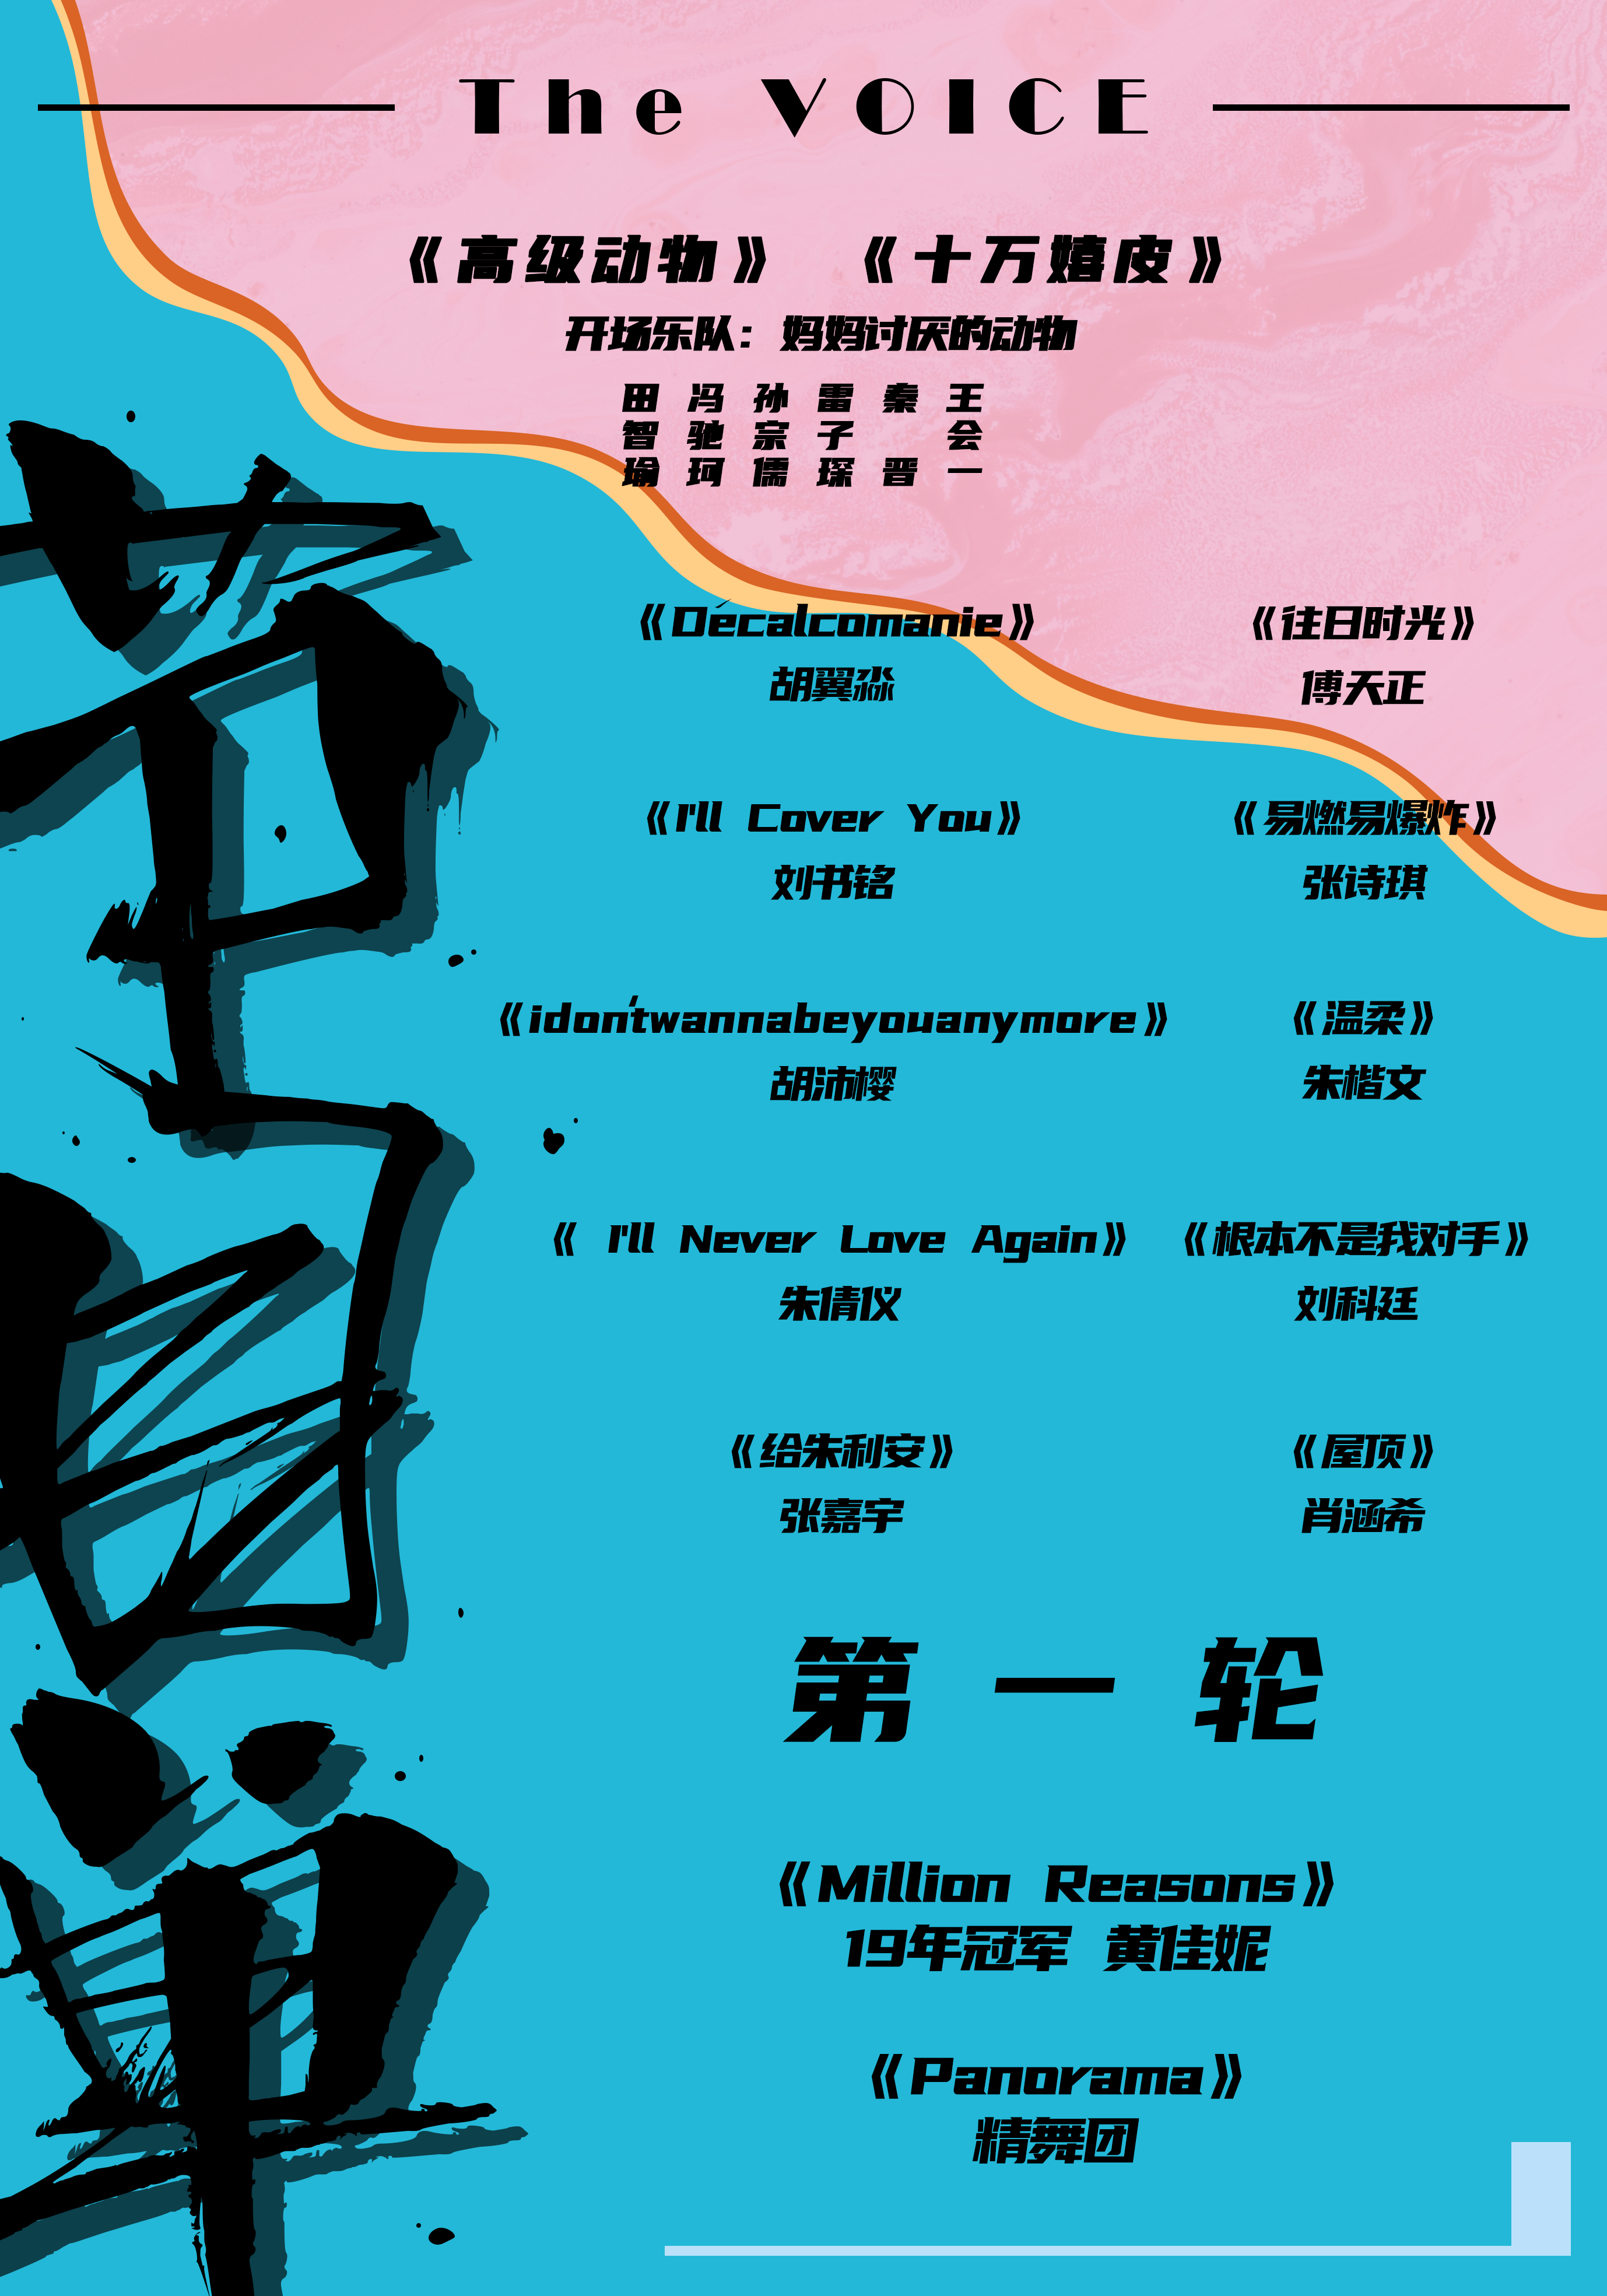 The VOICE
《高级动物》 《十万嬉皮》
开场乐队：妈妈讨厌的动物
田智瑜
冯驰珂
孙宗儒
雷子琛
秦晋
王会一
节目单
《Décalcomanie》 《往日时光》
胡翼淼 傅天正
《I'll Cover You》 《易燃易爆炸》
刘书铭 张诗琪
《idon'twannabeyouanymore》 《温柔》
胡沛樱 朱楷文
《 I'll Never Love Again》 《根本不是我对手》
朱倩仪 刘科廷
《给朱利安》 《屋顶》
张嘉宇 肖涵希
第一轮
《Million Reasons》
19年冠军 黄佳妮
《Panorama》
精舞团